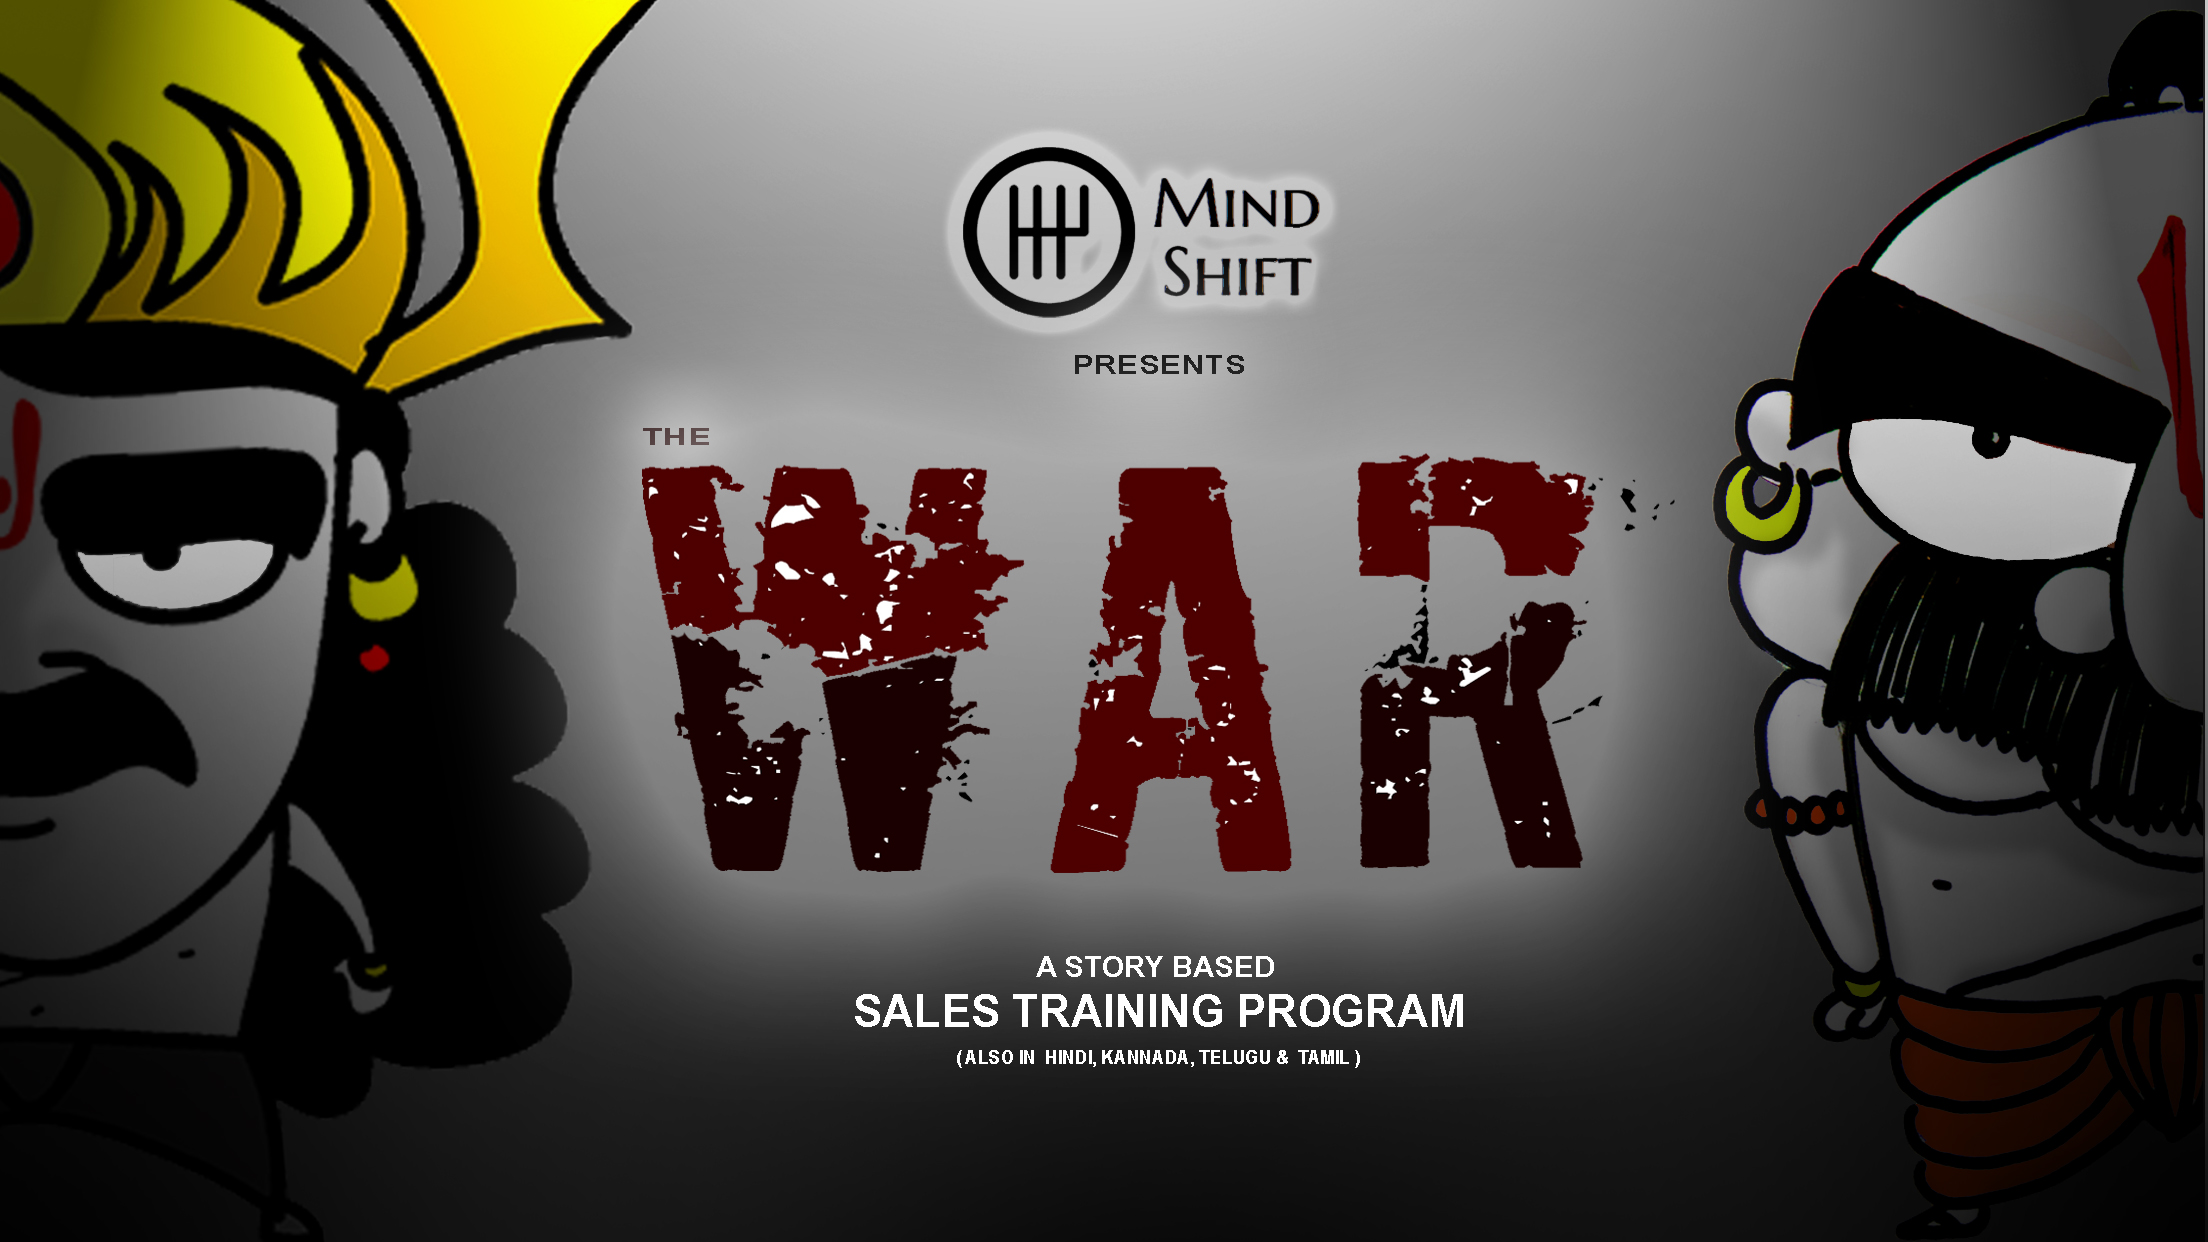 MIND
SHIFT
PRESENTS
THE
WAR
A STORY BASED
SALES TRAINING PROGRAM
(ALSO IN HINDI, KANNADA, TELUGU & TAMIL )